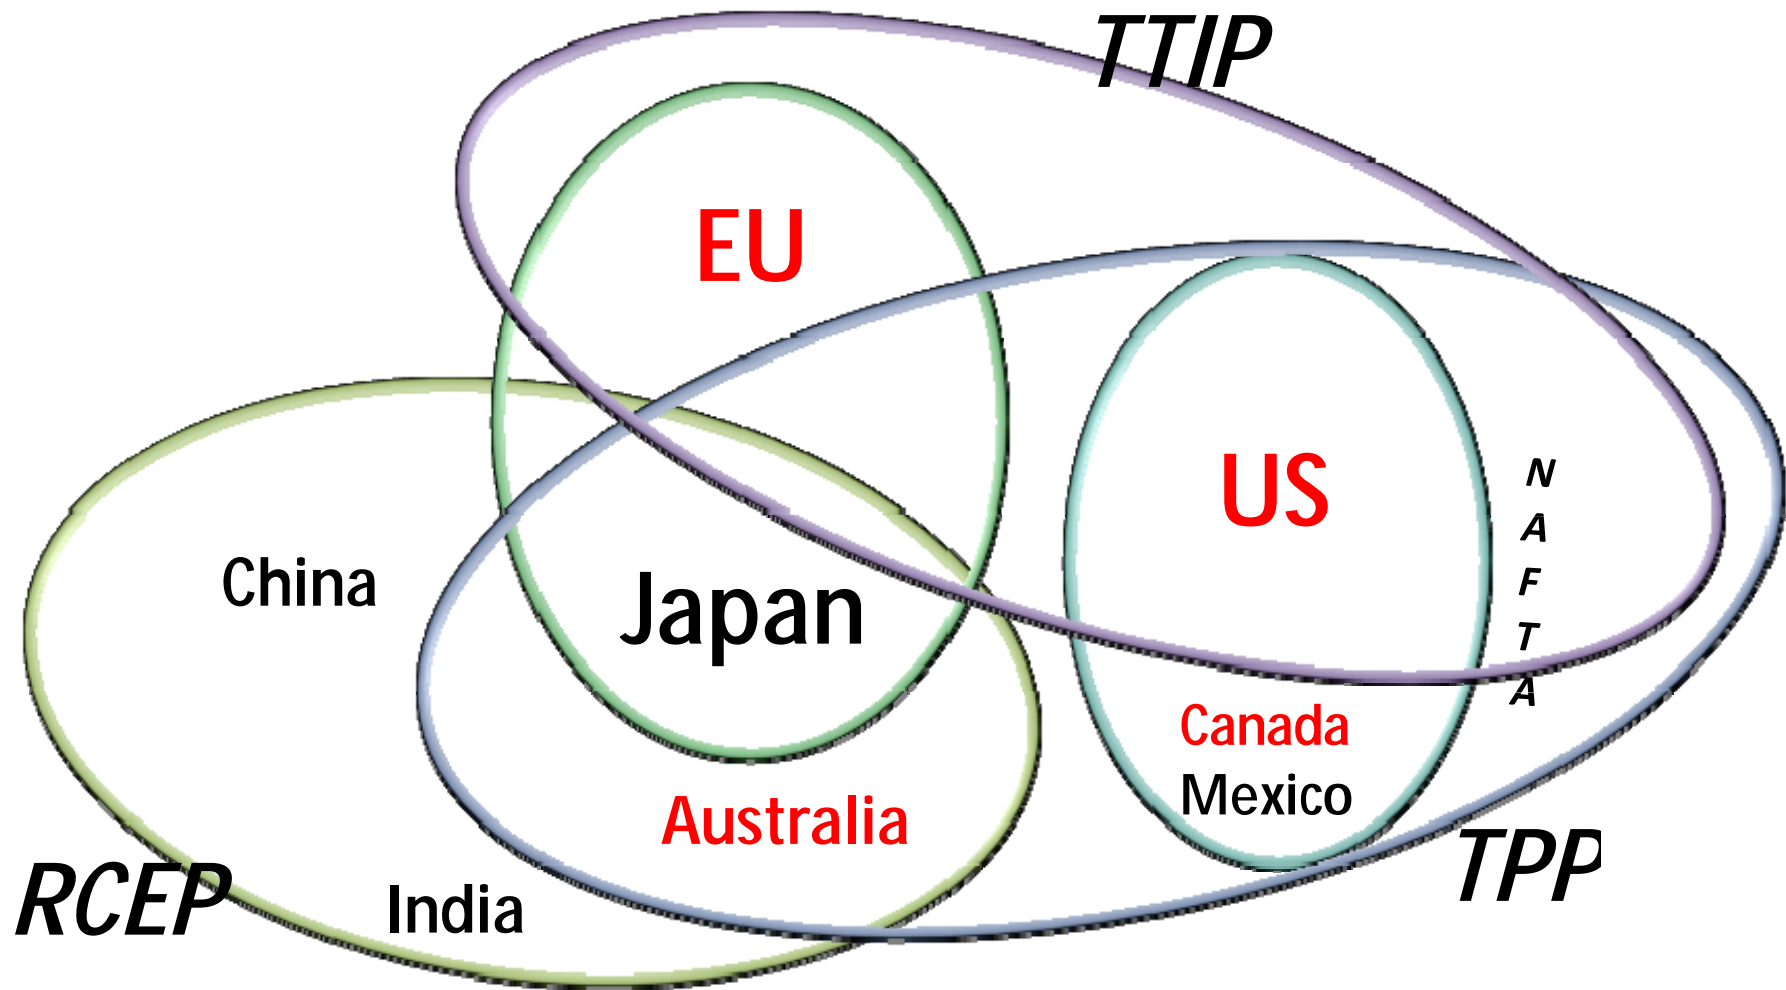 TTIP
EU
US
N
A
F
T
A
China
Japan
Canada
Mexico
Australia
TPP
RCEP
India